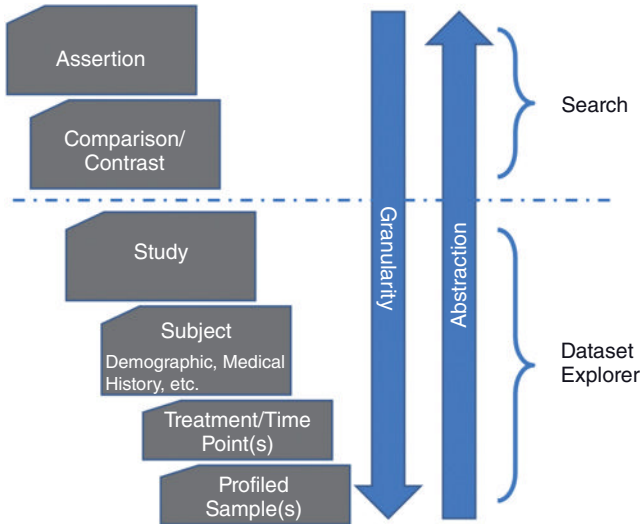 Assertion
Comparison/
Contrast
Search
Granularity
Abstraction
Study
Subject
Demographic, Medical
History, etc.
Dataset
Explorer
Treatment/Time
Point(s)
Profiled
Sample(s)